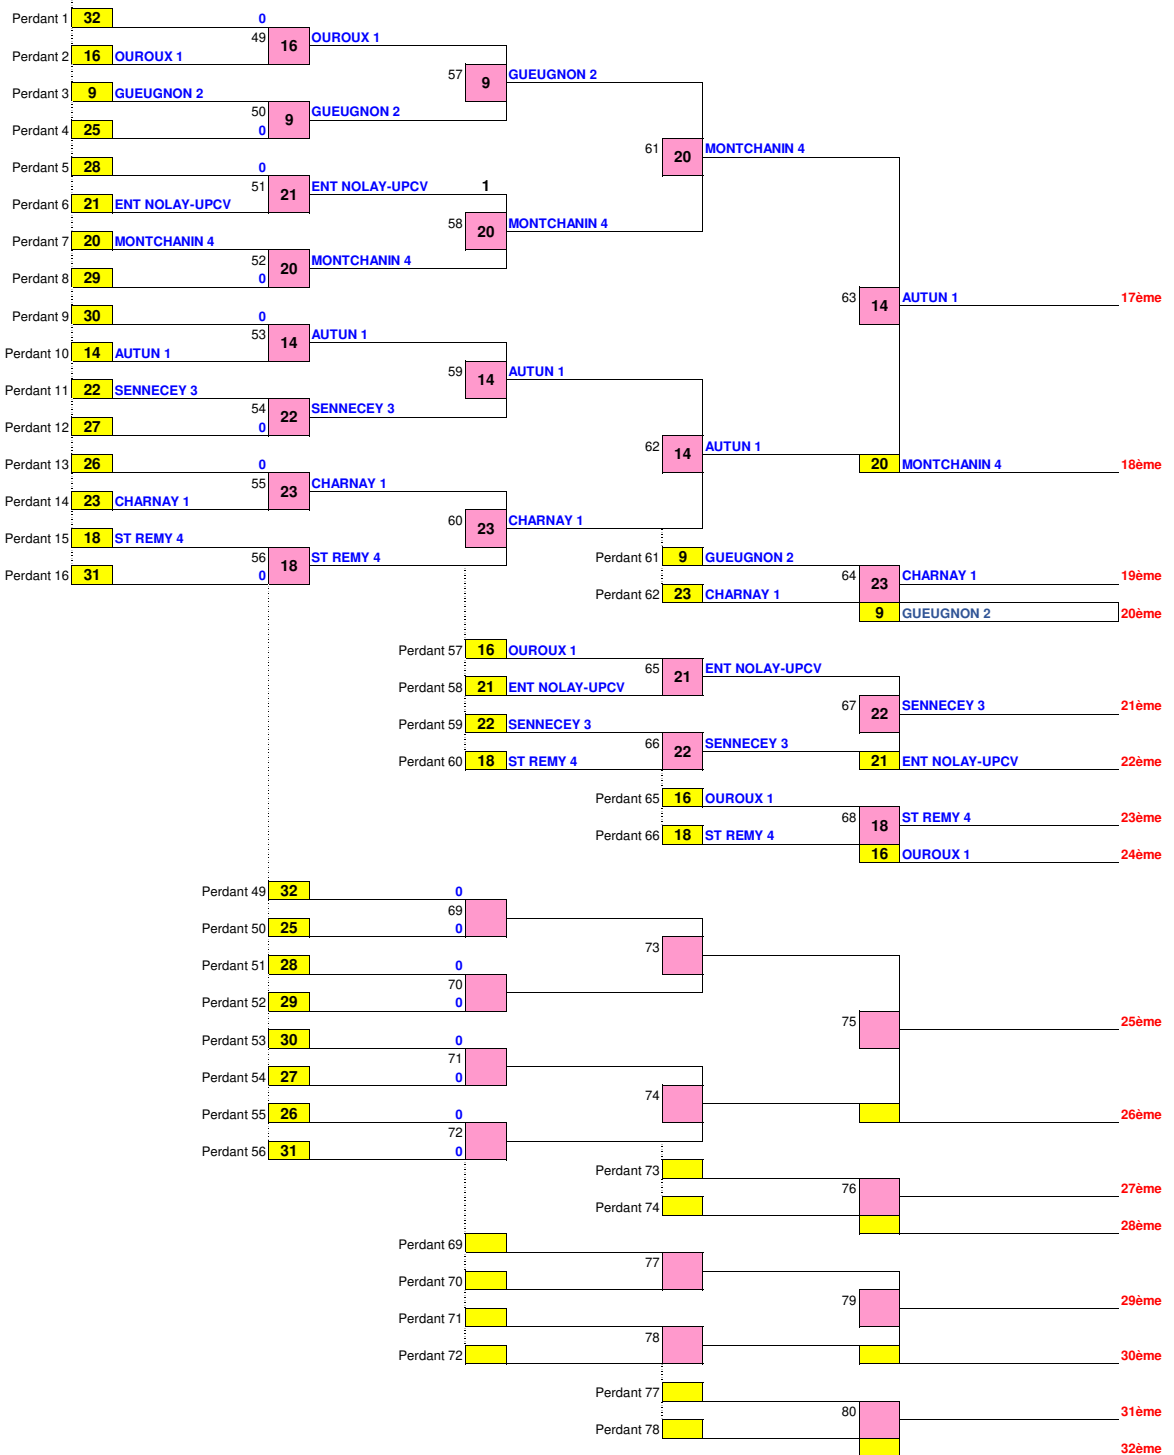 Perdant 1 32 0
49 16 OUROUX 1
Perdant 2 16 OUROUX 1
57 9 GUEUGNON 2
Perdant 3 9 GUEUGNON 2
50 9 GUEUGNON 2
Perdant 4 25 0
61 20 MONTCHANIN 4
Perdant 5 28 0
51 21 ENT NOLAY-UPCV 1
Perdant 6 21 ENT NOLAY-UPCV
58 20 MONTCHANIN 4
Perdant 7 20 MONTCHANIN 4
52 20 MONTCHANIN 4
Perdant 8 29 0
63 14 AUTUN 1 17ème
Perdant 9 30 0
53 14 AUTUN 1
Perdant 10 14 AUTUN 1
59 14 AUTUN 1
Perdant 11 22 SENNECEY 3
54 22 SENNECEY 3
Perdant 12 27 0
62 14 AUTUN 1
Perdant 13 26 0
20 MONTCHANIN 4 18ème
55 23 CHARNAY 1
Perdant 14 23 CHARNAY 1
60 23 CHARNAY 1
Perdant 15 18 ST REMY 4
56 18 ST REMY 4
Perdant 61 9 GUEUGNON 2
Perdant 16 31 0
64 23 CHARNAY 1 19ème
Perdant 62 23 CHARNAY 1
9 GUEUGNON 2 20ème
Perdant 57 16 OUROUX 1
65 21 ENT NOLAY-UPCV
Perdant 58 21 ENT NOLAY-UPCV
67 22 SENNECEY 3 21ème
Perdant 59 22 SENNECEY 3
66 22 SENNECEY 3
Perdant 60 18 ST REMY 4
21 ENT NOLAY-UPCV 22ème
Perdant 65 16 OUROUX 1
68 18 ST REMY 4 23ème
Perdant 66 18 ST REMY 4
16 OUROUX 1 24ème
Perdant 49 32 0
69
Perdant 50 25 0
73
Perdant 51 28 0
70
Perdant 52 29 0
75 25ème
Perdant 53 30 0
71
Perdant 54 27 0
74
Perdant 55 26 0
26ème
72
Perdant 56 31 0
Perdant 73
76 27ème
Perdant 74
28ème
Perdant 69
77
Perdant 70
79 29ème
Perdant 71
78
Perdant 72
30ème
Perdant 77
80 31ème
Perdant 78
32ème